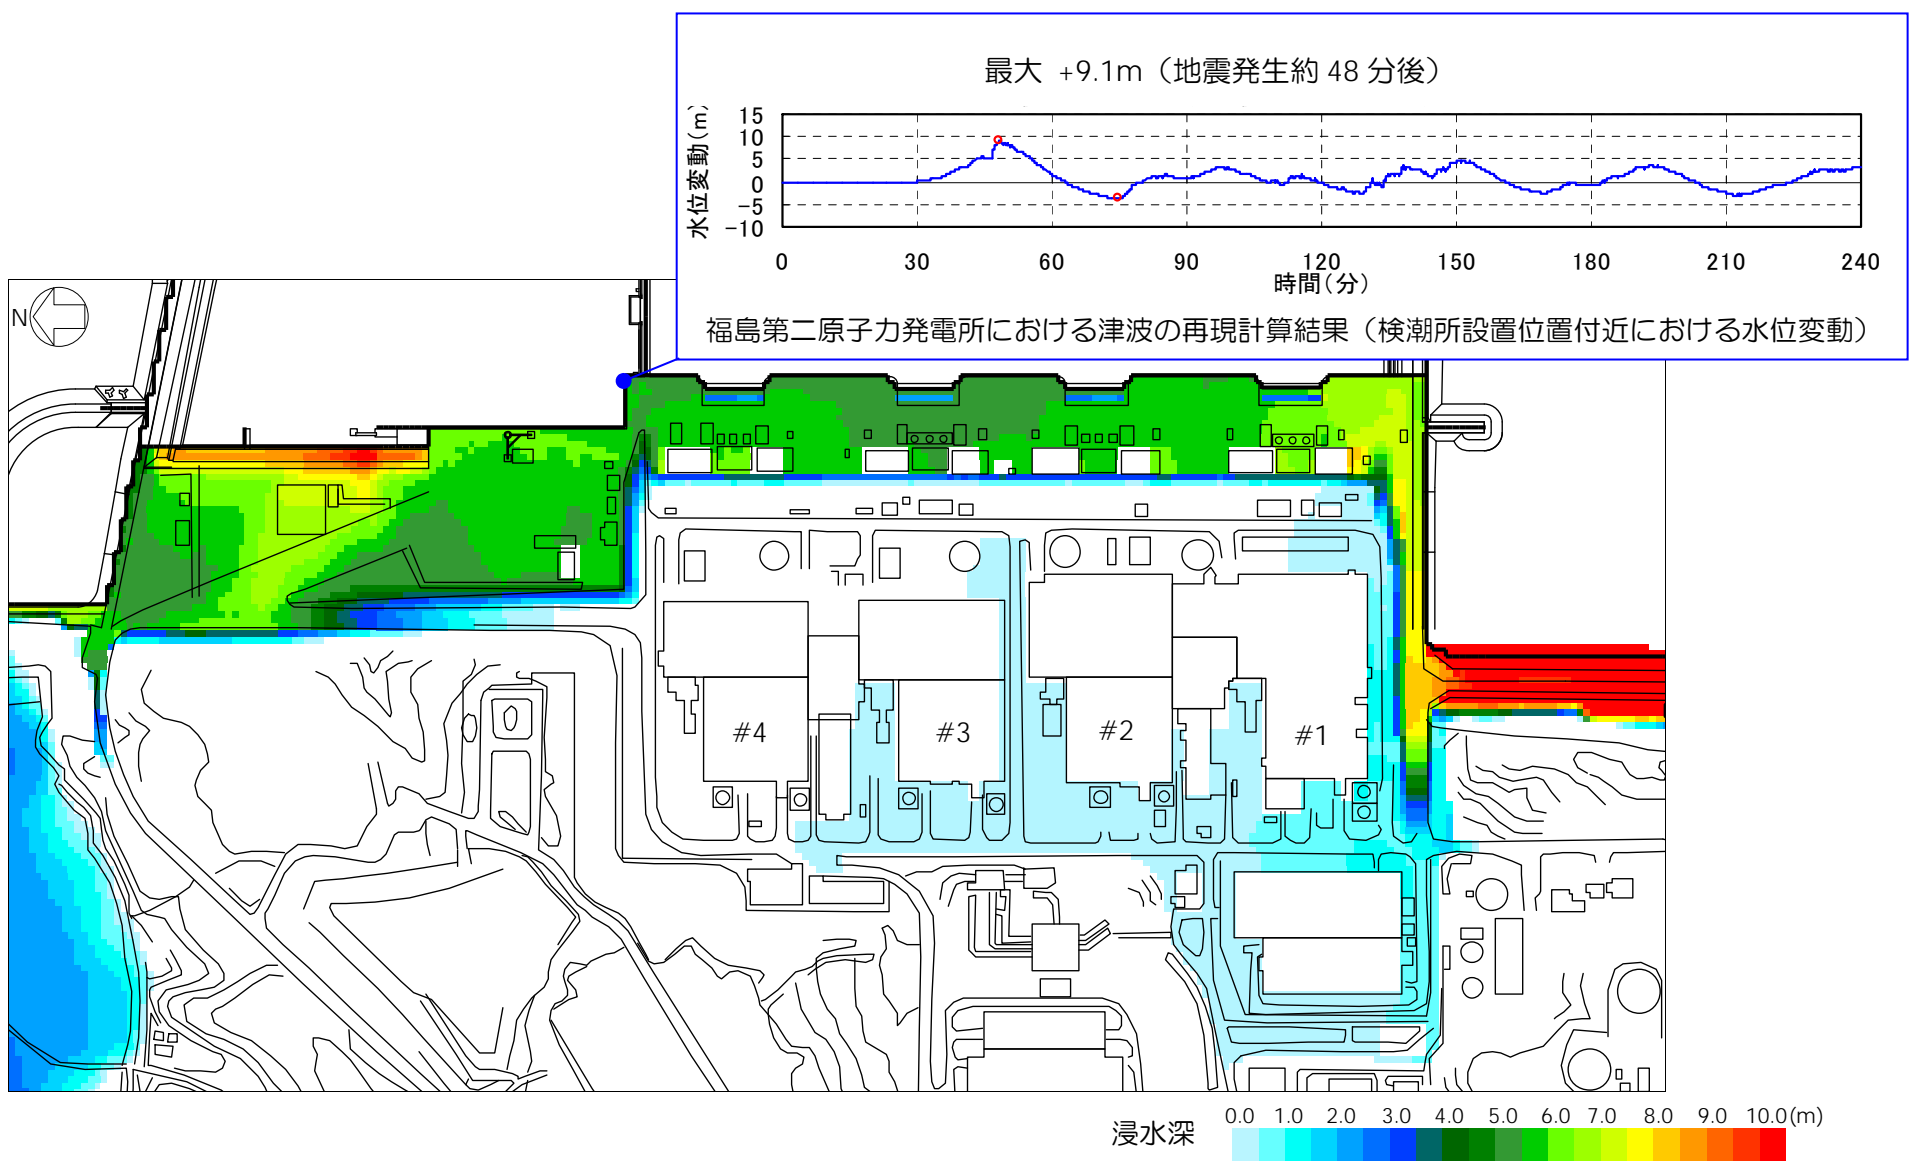 最大 +9.1m（地震発生約 48 分後）
水位変動(m)
15
10
5
0
-5
-10
0 30 60 90 120 150 180 210 240
時間(分)
福島第二原子力発電所における津波の再現計算結果（検潮所設置位置付近における水位変動）
N
#4 #3 #2 #1
浸水深
0.0 1.0 2.0 3.0 4.0 5.0 6.0 7.0 8.0 9.0 10.0(m)